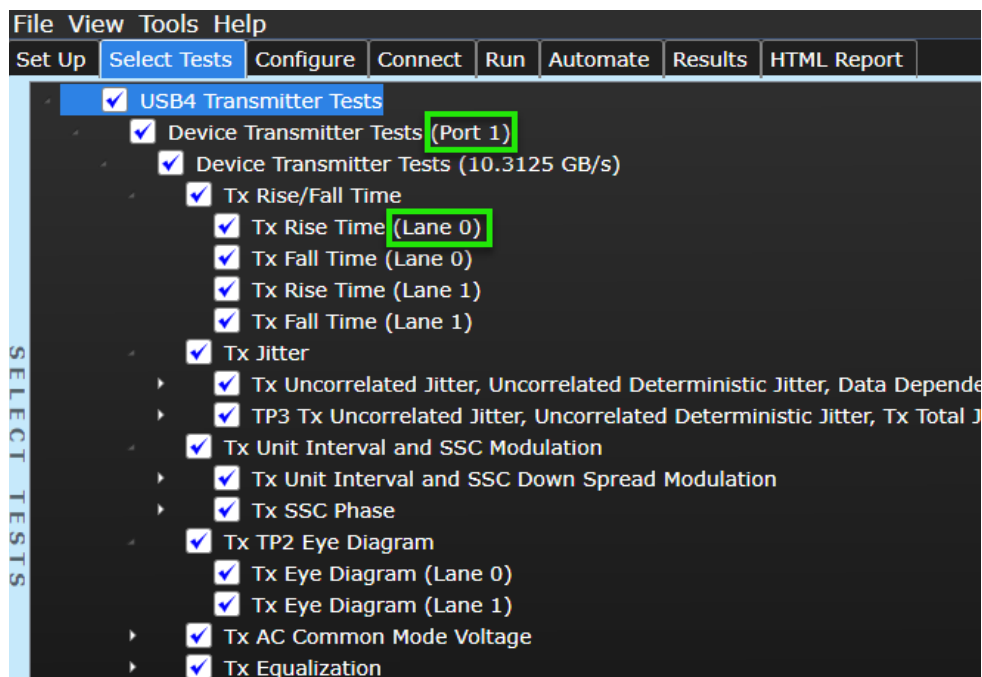 File View Tools Help
Set Up Select Tests Configure Connect Run Automate Results HTML Report
USB4 Transmitter Tests
Device Transmitter Tests (Port 1)
Device Transmitter Tests (10.3125 GB/s)
Tx Rise/Fall Time
Tx Rise Time (Lane 0)
Tx Fall Time (Lane 0)
Tx Rise Time (Lane 1)
Tx Fall Time (Lane 1)
Tx Jitter
Tx Uncorrelated Jitter, Uncorrelated Deterministic Jitter, Data Depende
TP3 Tx Uncorrelated Jitter, Uncorrelated Deterministic Jitter, Tx Total J
Tx Unit Interval and SSC Modulation
Tx Unit Interval and SSC Down Spread Modulation
Tx SSC Phase
Tx TP2 Eye Diagram
Tx Eye Diagram (Lane 0)
Tx Eye Diagram (Lane 1)
Tx AC Common Mode Voltage
Tx Equalization
SELECT TESTS